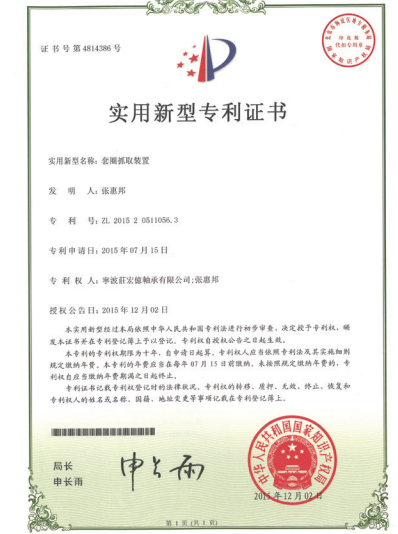 证书号第4814386号
实用新型专利证书
实用新型名称：套圈抓取装置
发 明 人：张惠邦
专 利 号：ZL 2015 2 0511056.3
专利申请日：2015年07月15日
专 利 权 人：寧波莊宏億軸承有限公司;张惠邦
授权公告日：2015年12月02日
本实用新型经过本局依照中华人民共和国专利法进行初步审查，决定授予专利权，颁
发本证书并在专利登记簿上予以登记。专利权自授权公告之日起生效。
本专利的专利权期限为十年，自申请日起算。专利权人应当依照专利法及其实施细则
规定缴纳年费。本专利的年费应当在每年 07 月 15 日前缴纳。未按照规定缴纳年费的，专利
权自应当缴纳年费期满之日起终止。
专利证书记载专利权登记时的法律状况。专利权的转移、质押、无效、终止、恢复和
专利权人的姓名或名称、国籍、地址变更等事项记载在专利登记簿上。
局长
申长雨
申长雨
中华人民共和国国家知识产权局
2015年12月02日
第 1 页 (共 1 页)